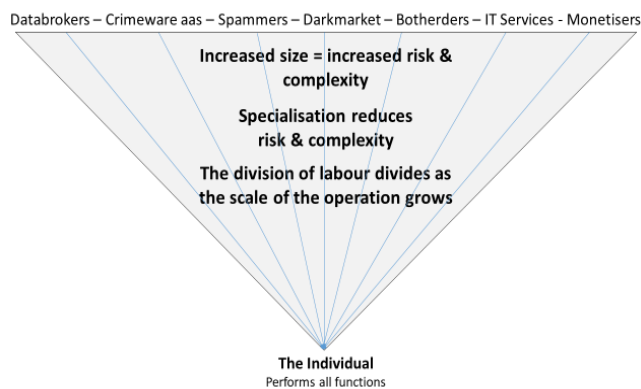 Databrokers – Crimeware aas – Spammers – Darkmarket – Botherders – IT Services - Monetisers
Increased size = increased risk &
complexity
Specialisation reduces
risk & complexity
The division of labour divides as
the scale of the operation grows
The Individual
Performs all functions